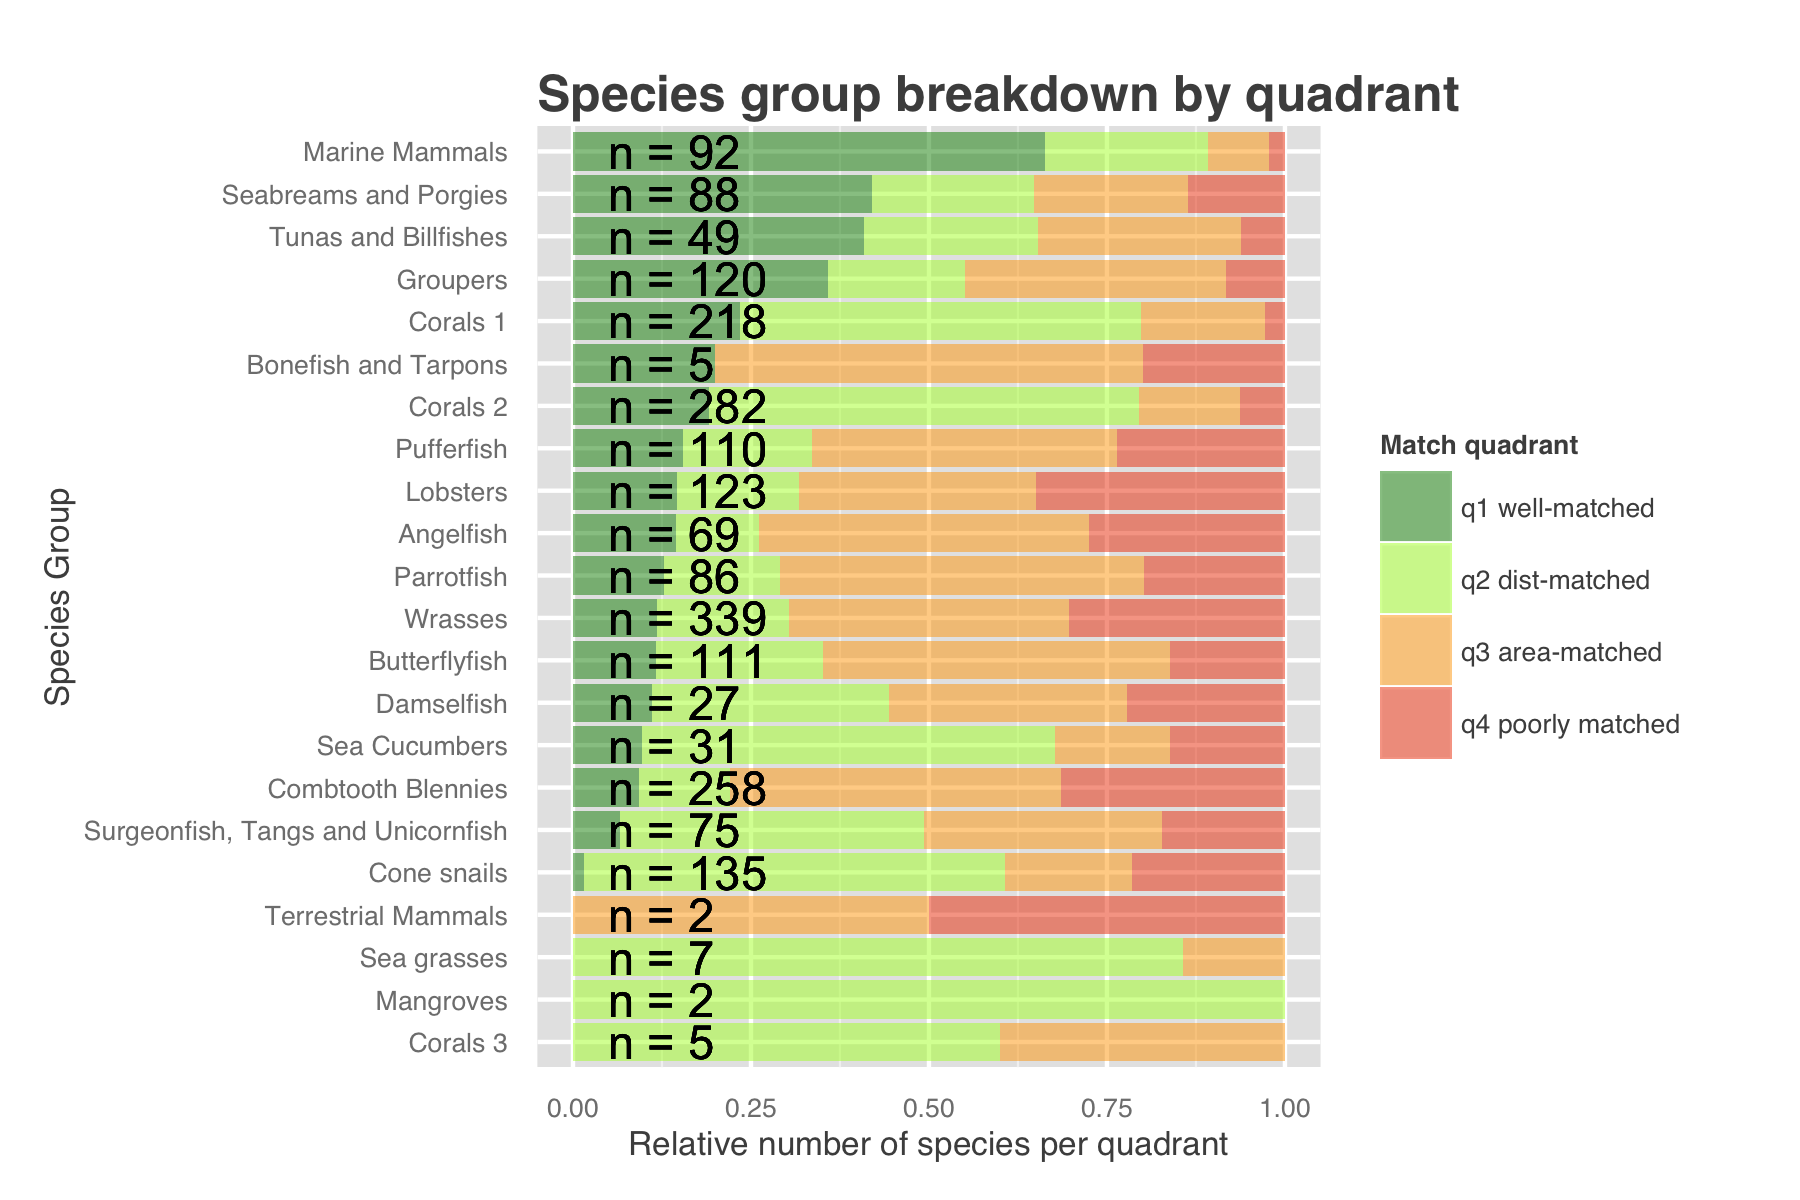 Species group breakdown by quadrant
Species Group
Marine Mammals n = 92
Seabreams and Porgies n = 88
Tunas and Billfishes n = 49
Groupers n = 120
Corals 1 n = 218
Bonefish and Tarpons n = 5
Corals 2 n = 282
Pufferfish n = 110
Lobsters n = 123
Angelfish n = 69
Parrotfish n = 86
Wrasses n = 339
Butterflyfish n = 111
Damselfish n = 27
Sea Cucumbers n = 31
Combtooth Blennies n = 258
Surgeonfish, Tangs and Unicornfish n = 75
Cone snails n = 135
Terrestrial Mammals n = 2
Sea grasses n = 7
Mangroves n = 2
Corals 3 n = 5
0.00 0.25 0.50 0.75 1.00
Relative number of species per quadrant
Match quadrant
q1 well-matched
q2 dist-matched
q3 area-matched
q4 poorly matched